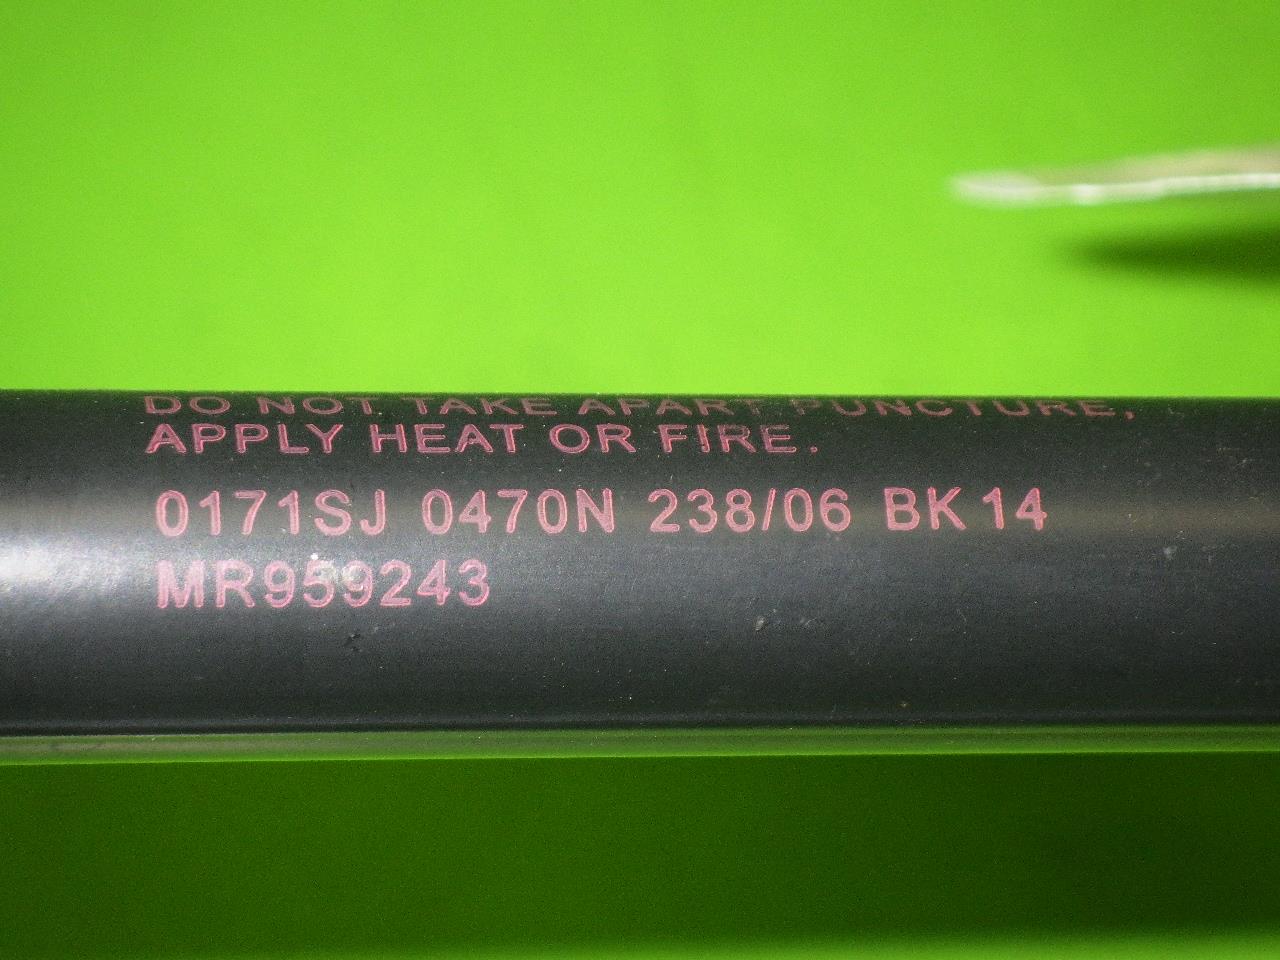 DO NOT TAKE APART PUNCTURE,
APPLY HEAT OR FIRE.
0171SJ 0470N 238/06 BK14
MR959243